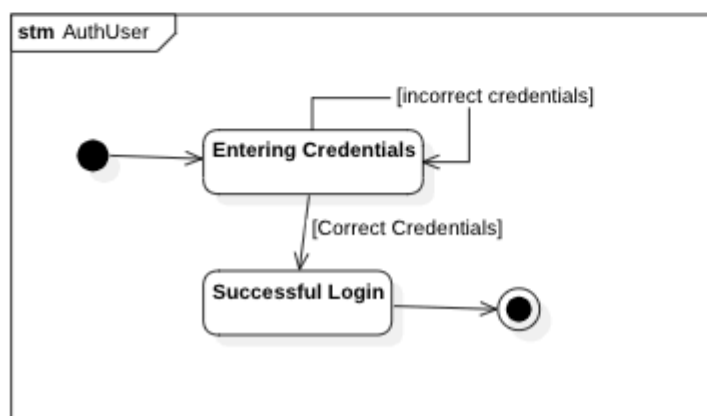 stm AuthUser
[incorrect credentials]
Entering Credentials
[Correct Credentials]
Successful Login